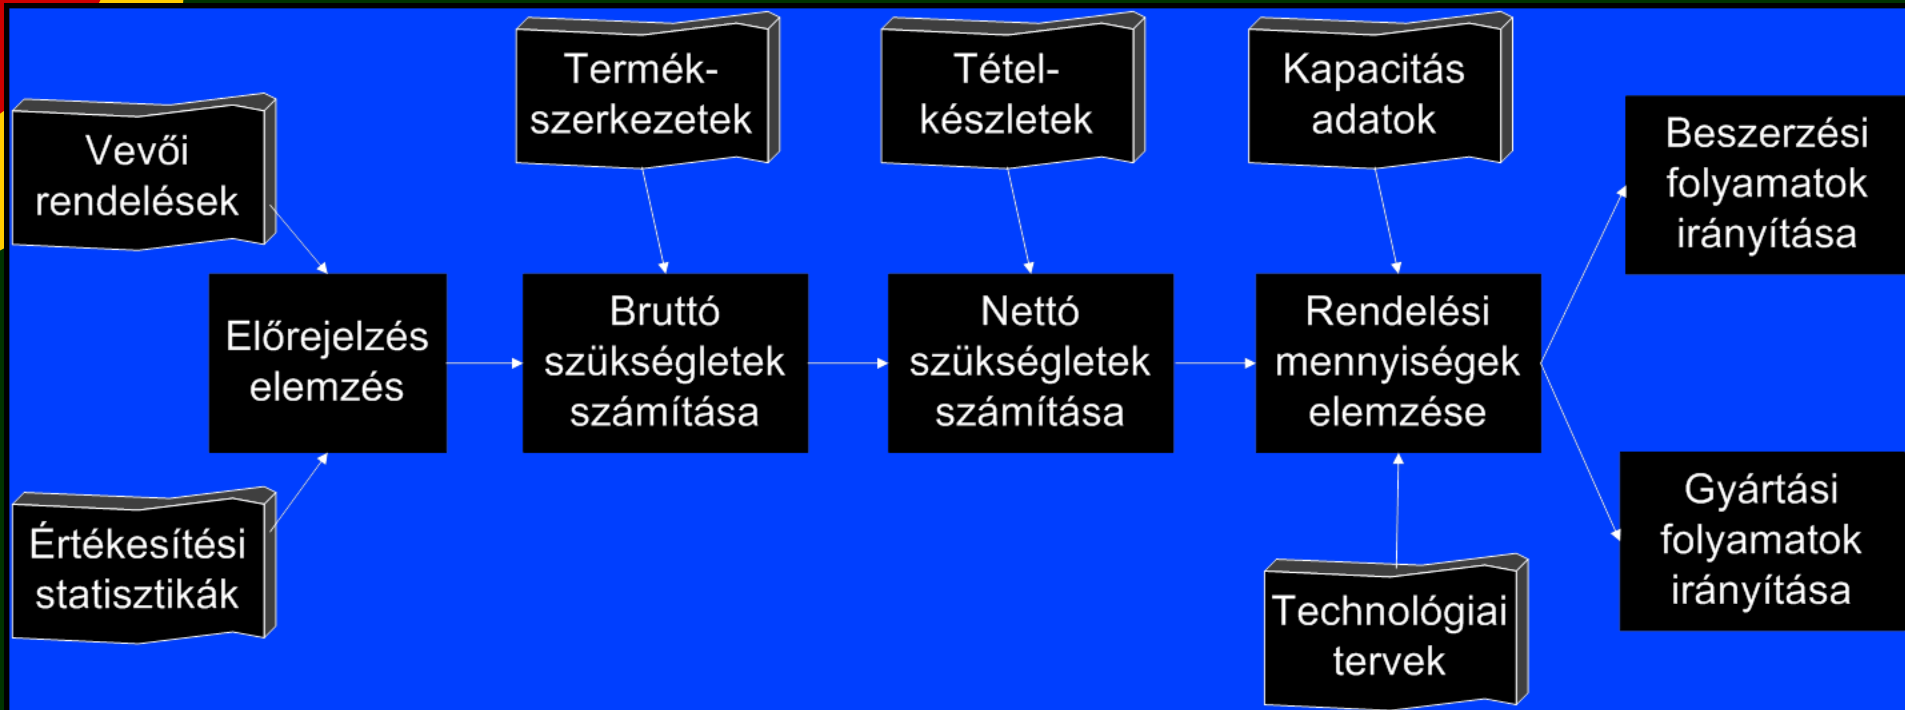 Vevői
rendelések
Termék-
szerkezetek
Tétel-
készletek
Kapacitás
adatok
Beszerzési
folyamatok
irányítása
Előrejelzés
elemzés
Bruttó
szükségletek
számítása
Nettó
szükségletek
számítása
Rendelési
mennyiségek
elemzése
Értékesítési
statisztikák
Technológiai
tervek
Gyártási
folyamatok
irányítása